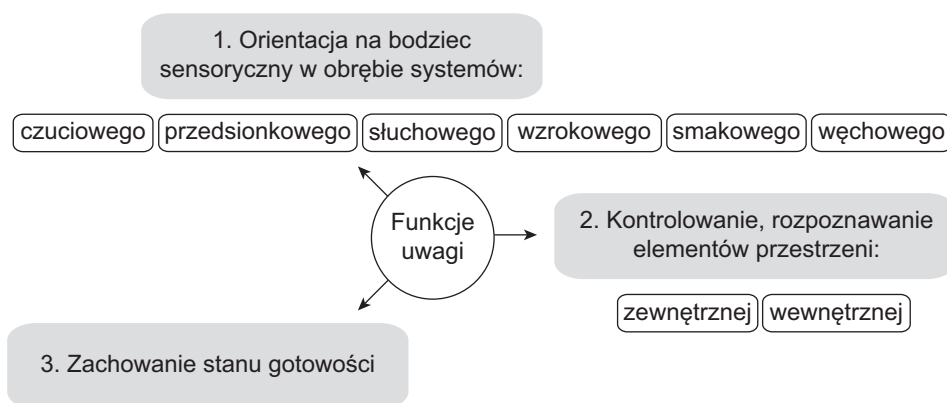 1. Orientacja na bodziec
sensoryczny w obrębie systemów:
czuciowego przedsionkowego słuchowego wzrokowego smakowego węchowego
Funkcje
uwagi
2. Kontrolowanie, rozpoznawanie
elementów przestrzeni:
zewnętrznej wewnętrznej
3. Zachowanie stanu gotowości